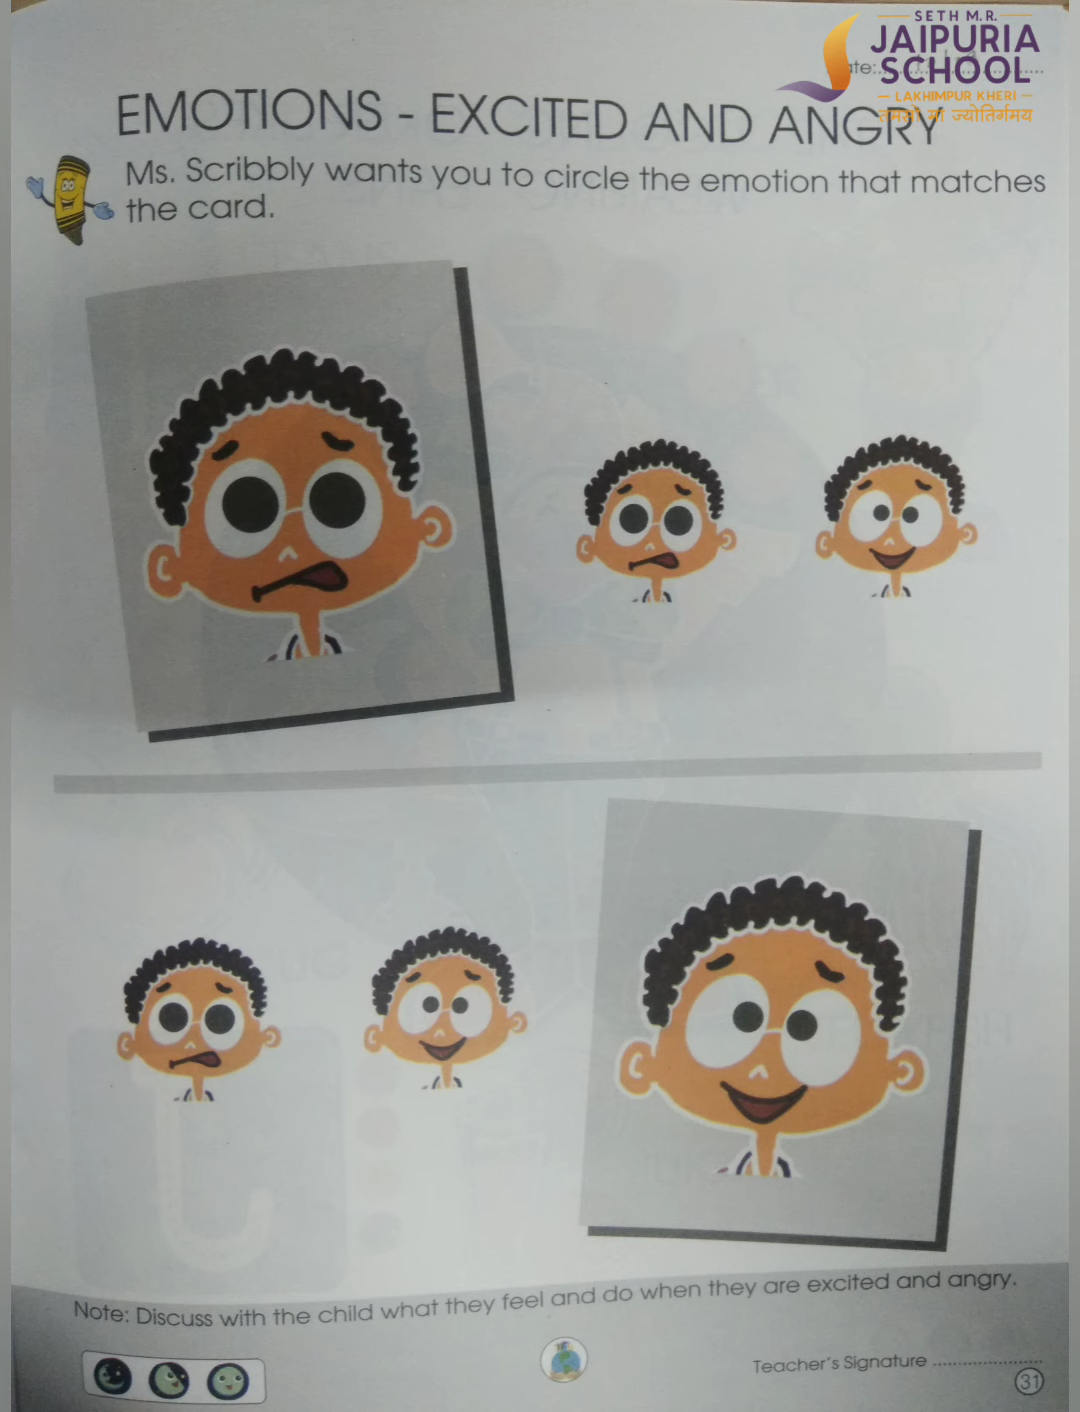 SETH M.R.
JAIPURIA
SCHOOL
LAKHIMPUR KHERI
तमसो मा ज्योतिर्गमय
ate:
EMOTIONS - EXCITED AND ANGRY
Ms. Scribbly wants you to circle the emotion that matches
the card.
Note: Discuss with the child what they feel and do when they are excited and angry.
Teacher's Signature
31